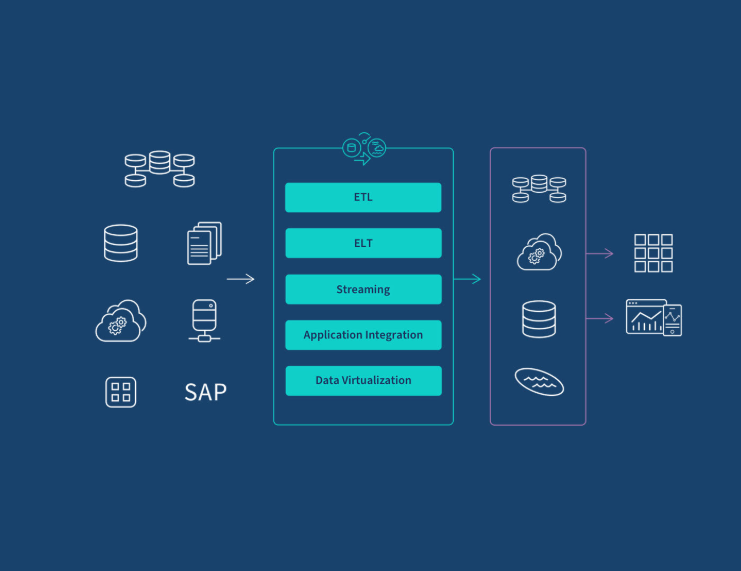 ETL
ELT
Streaming
Application Integration
SAP
Data Virtualization